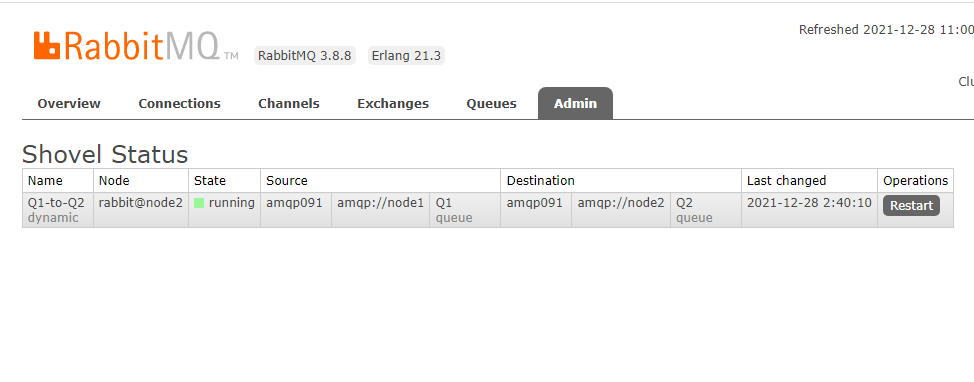 RabbitMQ TM RabbitMQ 3.8.8 Erlang 21.3
Refreshed 2021-12-28 11:00
Clu
Overview Connections Channels Exchanges Queues Admin
Shovel Status
Name Node State Source Destination Last changed Operations
Q1-to-Q2 rabbit@node2 running amqp091 amqp://node1 Q1 amqp091 amqp://node2 Q2 2021-12-28 2:40:10 Restart
dynamic queue queue